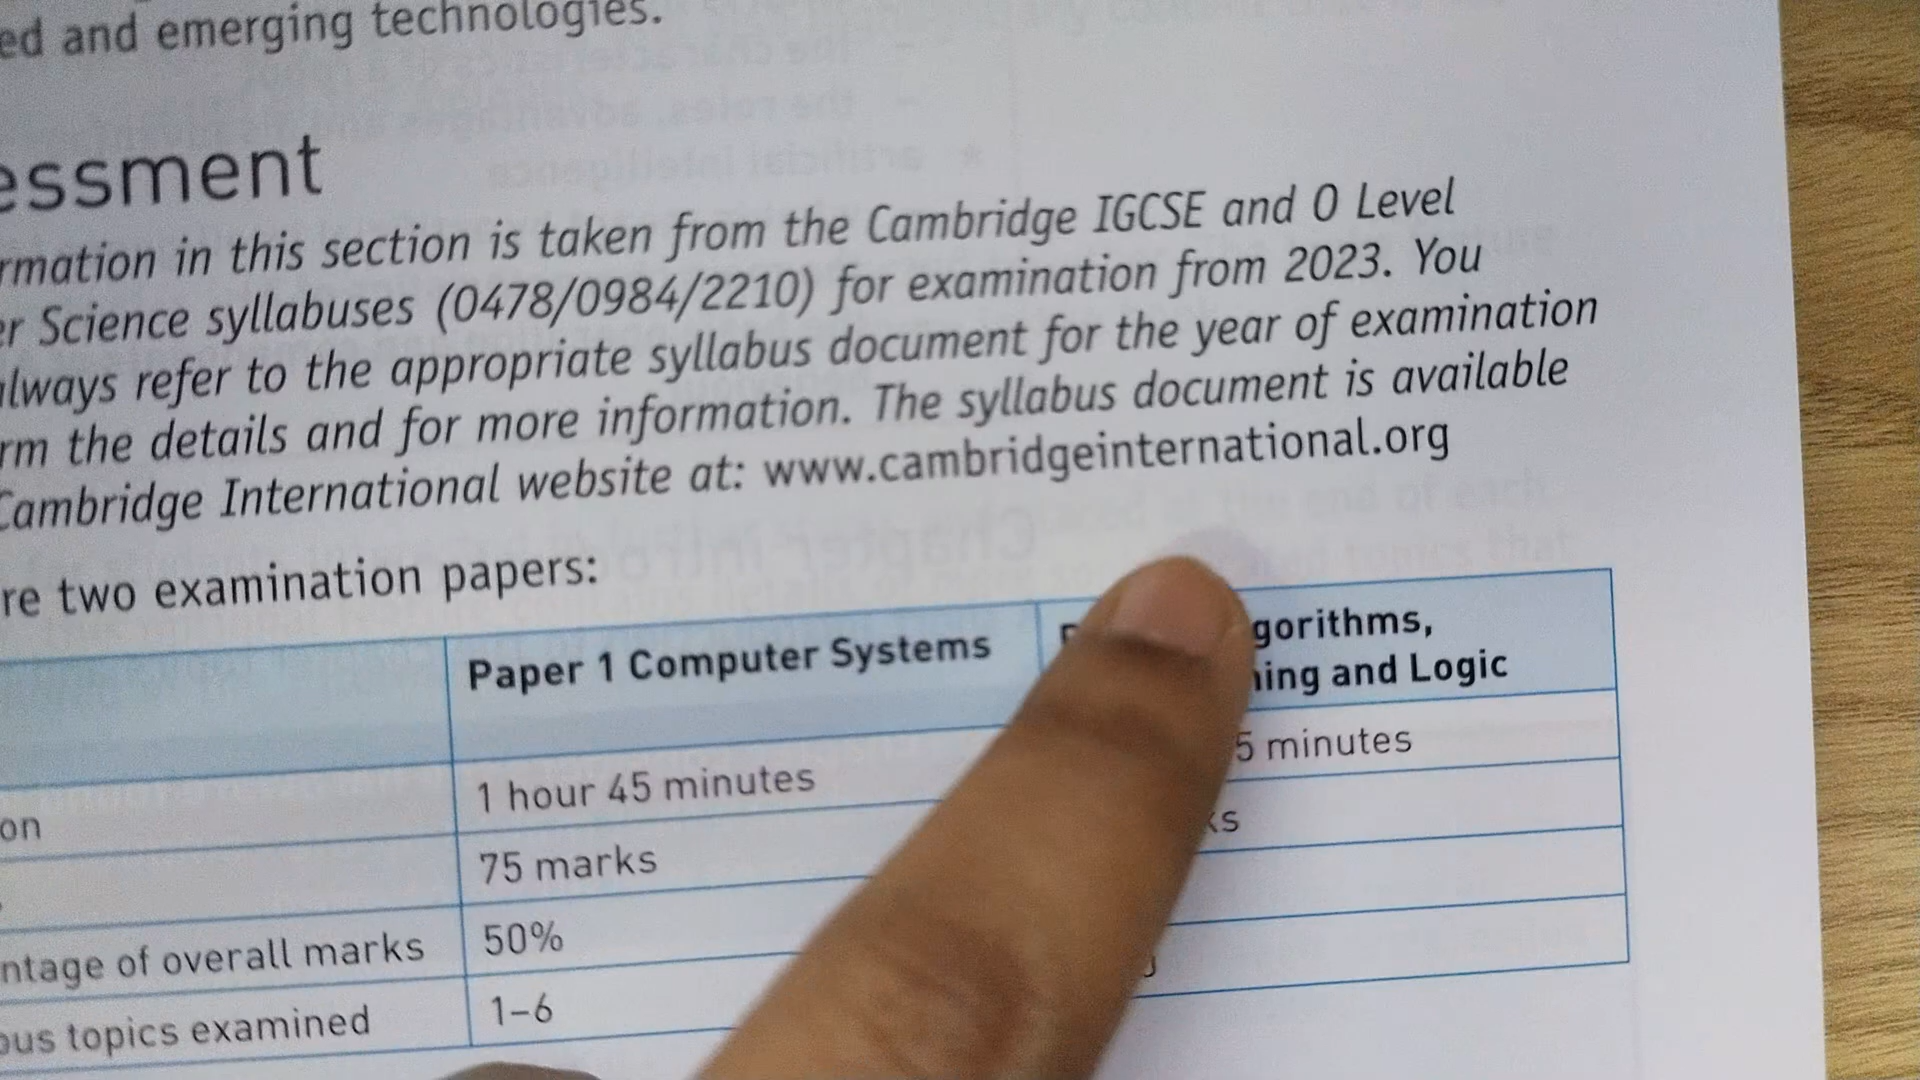 ed and emerging technologies.
essment
rmation in this section is taken from the Cambridge IGCSE and O Level
er Science syllabuses (0478/0984/2210) for examination from 2023. You
always refer to the appropriate syllabus document for the year of examination
rm the details and for more information. The syllabus document is available
Cambridge International website at: www.cambridgeinternational.org
re two examination papers:
Paper 1 Computer Systems
gorithms,
ing and Logic
on
1 hour 45 minutes
5 minutes
75 marks
ks
ntage of overall marks
50%
ous topics examined
1–6